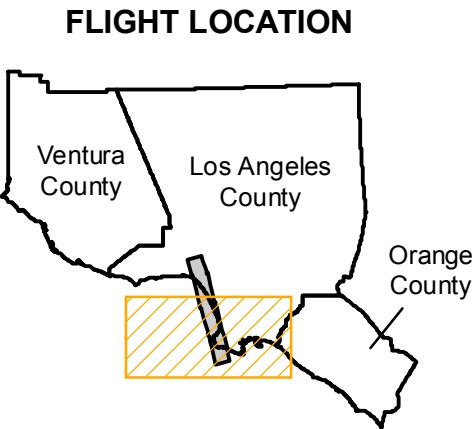 FLIGHT LOCATION
Ventura
County
Los Angeles
County
Orange
County